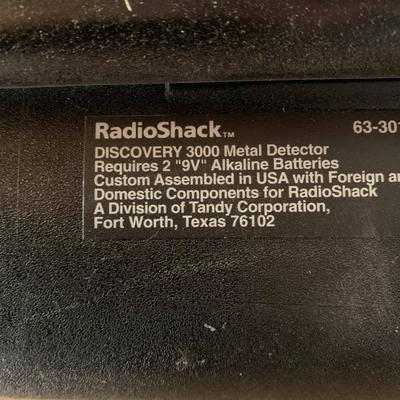 RadioShack™ 63-301
DISCOVERY 3000 Metal Detector
Requires 2 "9V" Alkaline Batteries
Custom Assembled in USA with Foreign
Domestic Components for RadioShack
A Division of Tandy Corporation,
Fort Worth, Texas 76102